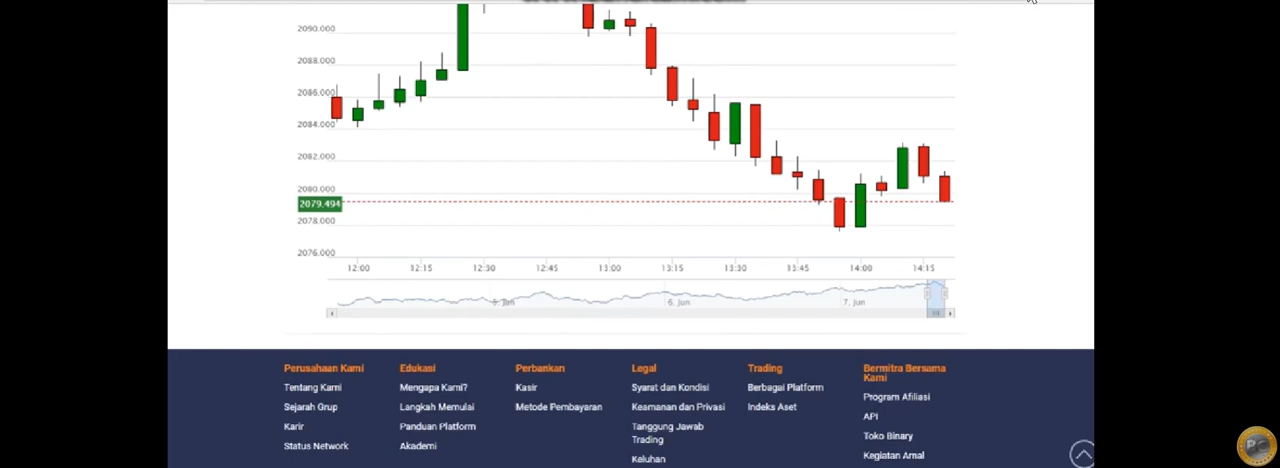 2090.000
2088.000
2086.000
2084.000
2082.000
2080.000
2079.494
2078.000
2076.000
12:00 12:15 12:30 12:45 13:00 13:15 13:30 13:45 14:00 14:15
5. Jun 6. Jun 7. Jun
Perusahaan Kami
Tentang Kami
Sejarah Grup
Karir
Status Network
Edukasi
Mengapa Kami?
Langkah Memulai
Panduan Platform
Akademi
Perbankan
Kasir
Metode Pembayaran
Legal
Syarat dan Kondisi
Keamanan dan Privasi
Tanggung Jawab
Trading
Keluhan
Trading
Berbagai Platform
Indeks Aset
Bermitra Bersama
Kami
Program Afiliasi
API
Toko Binary
Kegiatan Amal